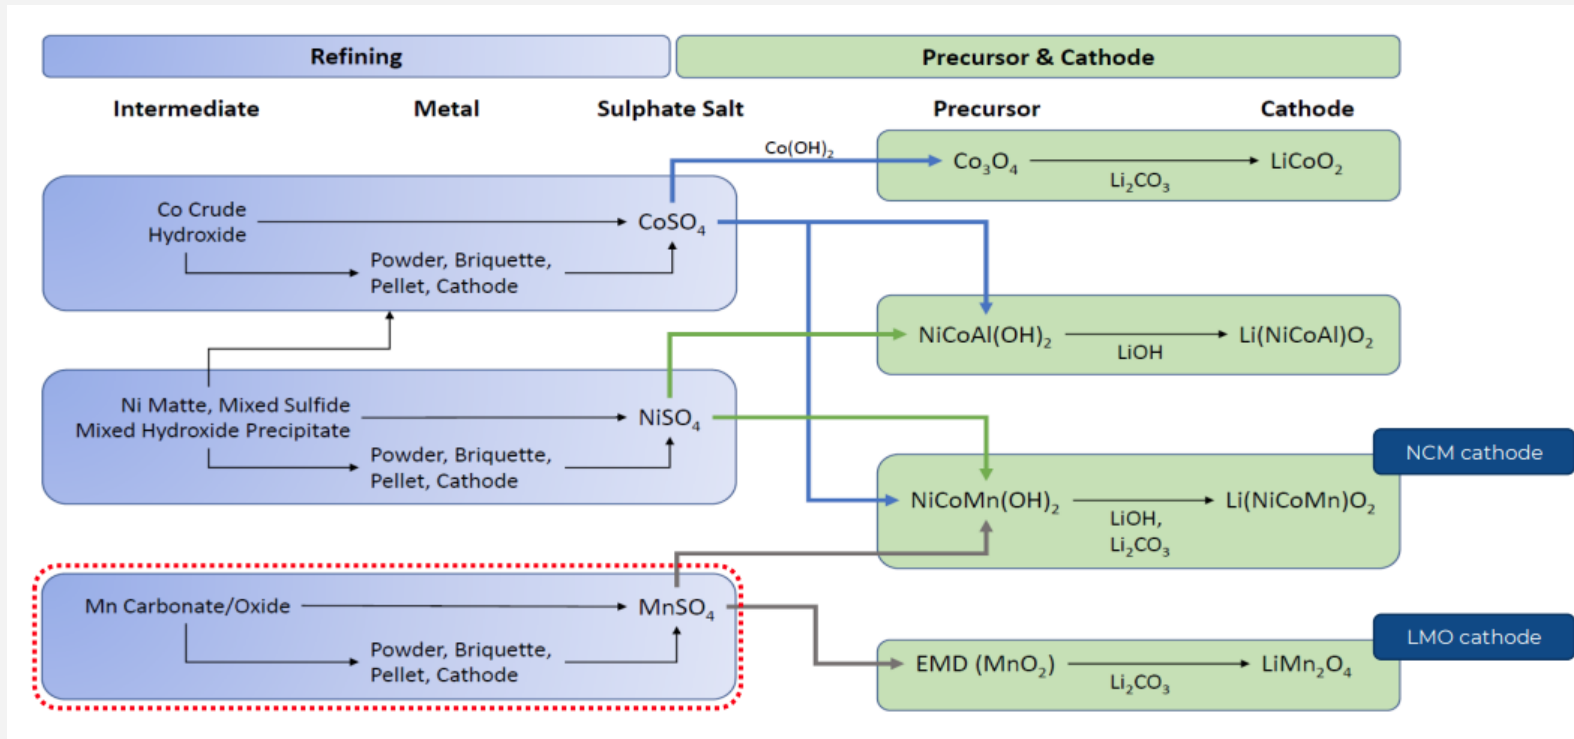 Refining
Precursor & Cathode
Intermediate
Metal
Sulphate Salt
Precursor
Cathode
Co(OH)₂
Co₃O₄
LiCoO₂
Li₂CO₃
Co Crude
Hydroxide
CoSO₄
Powder, Briquette,
Pellet, Cathode
NiCoAl(OH)₂
Li(NiCoAl)O₂
LiOH
Ni Matte, Mixed Sulfide
Mixed Hydroxide Precipitate
NiSO₄
Powder, Briquette,
Pellet, Cathode
NCM cathode
NiCoMn(OH)₂
Li(NiCoMn)O₂
LiOH,
Li₂CO₃
Mn Carbonate/Oxide
MnSO₄
Powder, Briquette,
Pellet, Cathode
LMO cathode
EMD (MnO₂)
LiMn₂O₄
Li₂CO₃